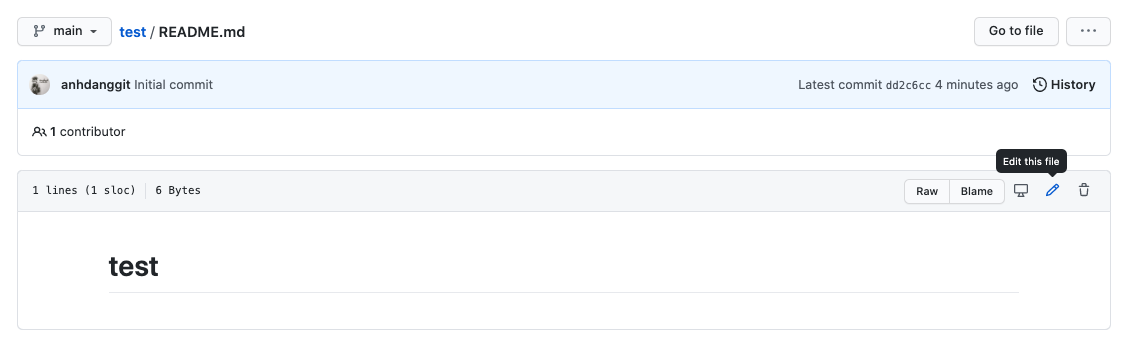 main test / README.md Go to file ...
anhdanggit Initial commit Latest commit dd2c6cc 4 minutes ago History
1 contributor
Edit this file
1 lines (1 sloc) 6 Bytes Raw Blame
test